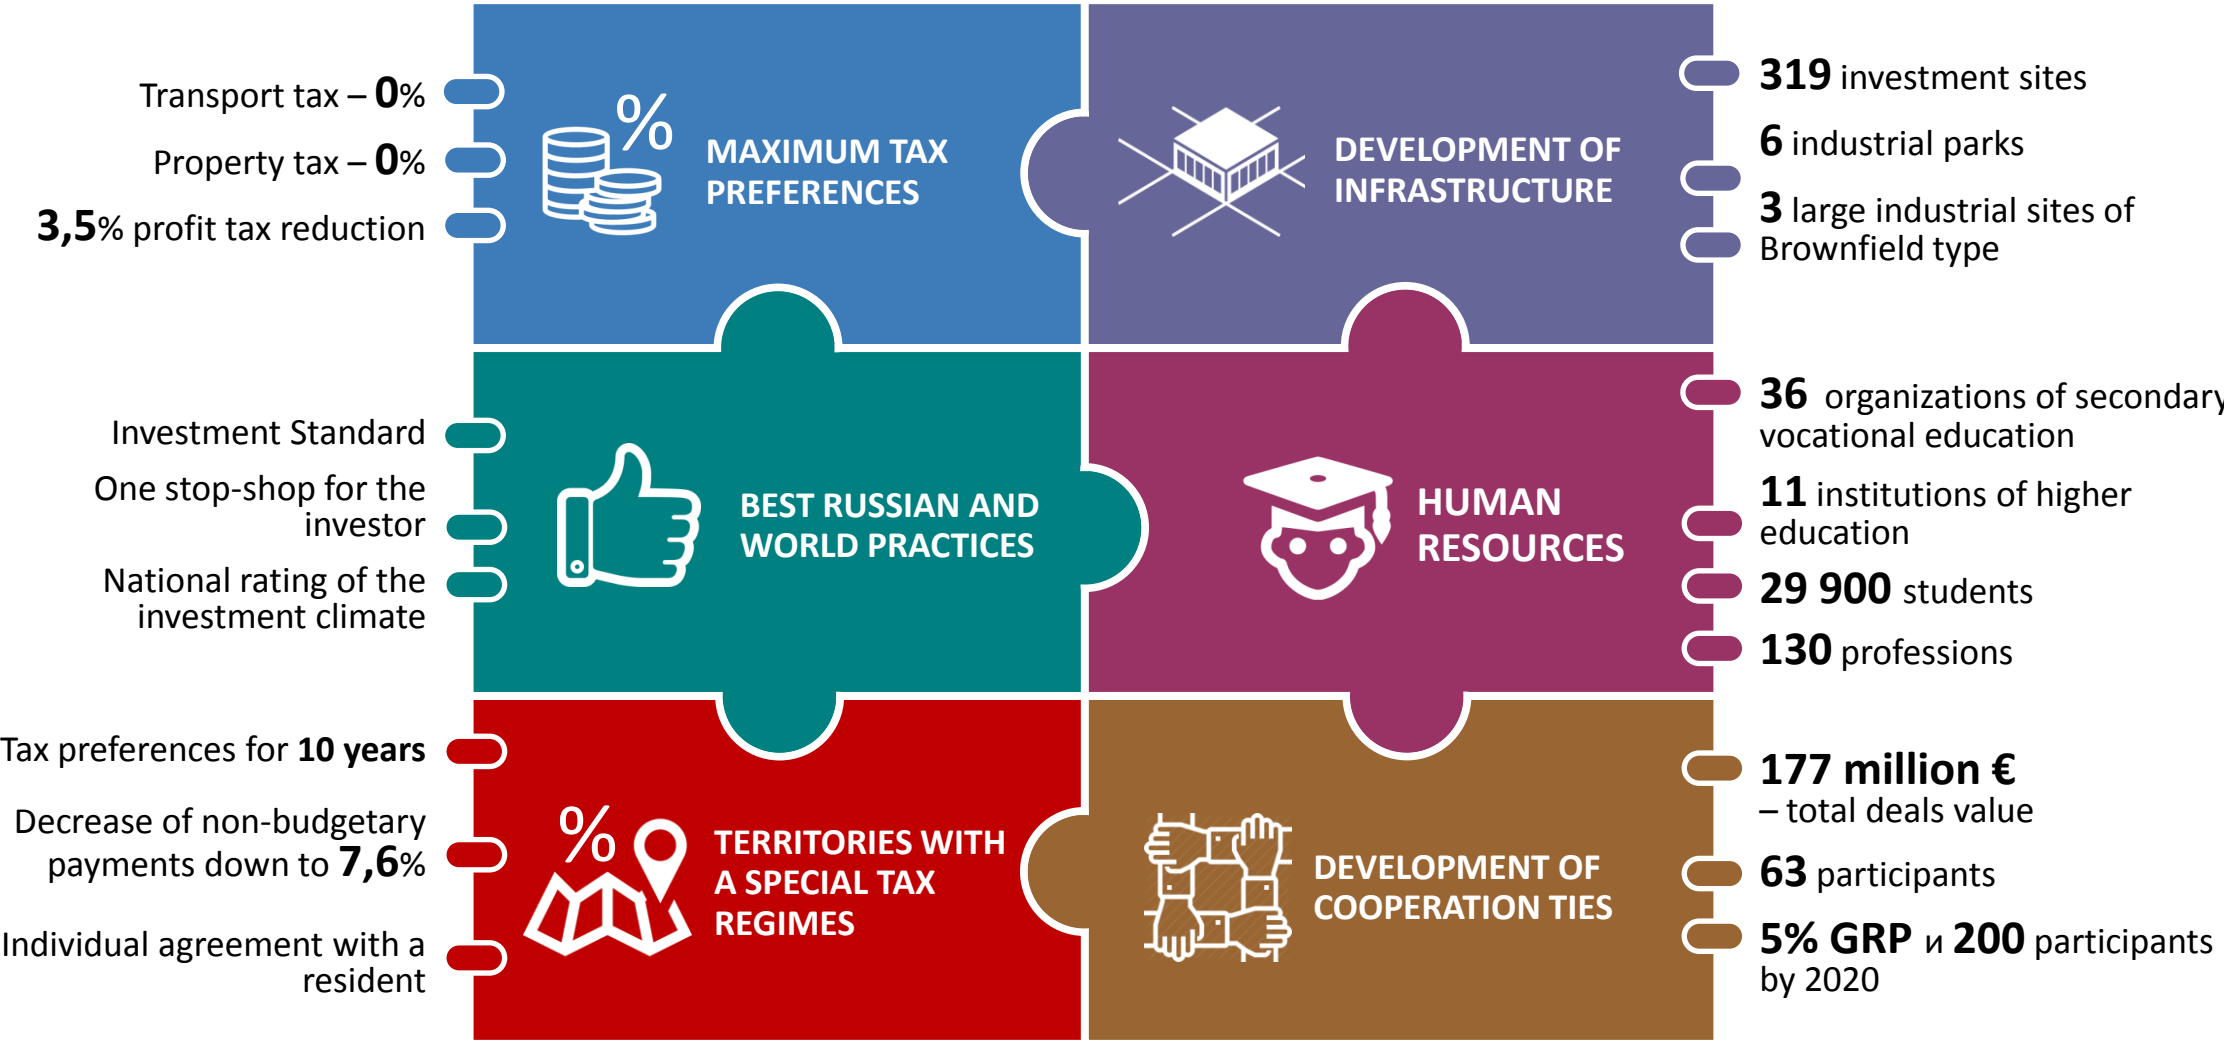 Transport tax – 0%
Property tax – 0%
3,5% profit tax reduction
%
MAXIMUM TAX
PREFERENCES
DEVELOPMENT OF
INFRASTRUCTURE
319 investment sites
6 industrial parks
3 large industrial sites of
Brownfield type
Investment Standard
One stop-shop for the
investor
National rating of the
investment climate
BEST RUSSIAN AND
WORLD PRACTICES
HUMAN
RESOURCES
36 organizations of secondary
vocational education
11 institutions of higher
education
29 900 students
130 professions
Tax preferences for 10 years
Decrease of non-budgetary
payments down to 7,6%
Individual agreement with a
resident
%
TERRITORIES WITH
A SPECIAL TAX
REGIMES
DEVELOPMENT OF
COOPERATION TIES
177 million €
– total deals value
63 participants
5% GRP и 200 participants
by 2020